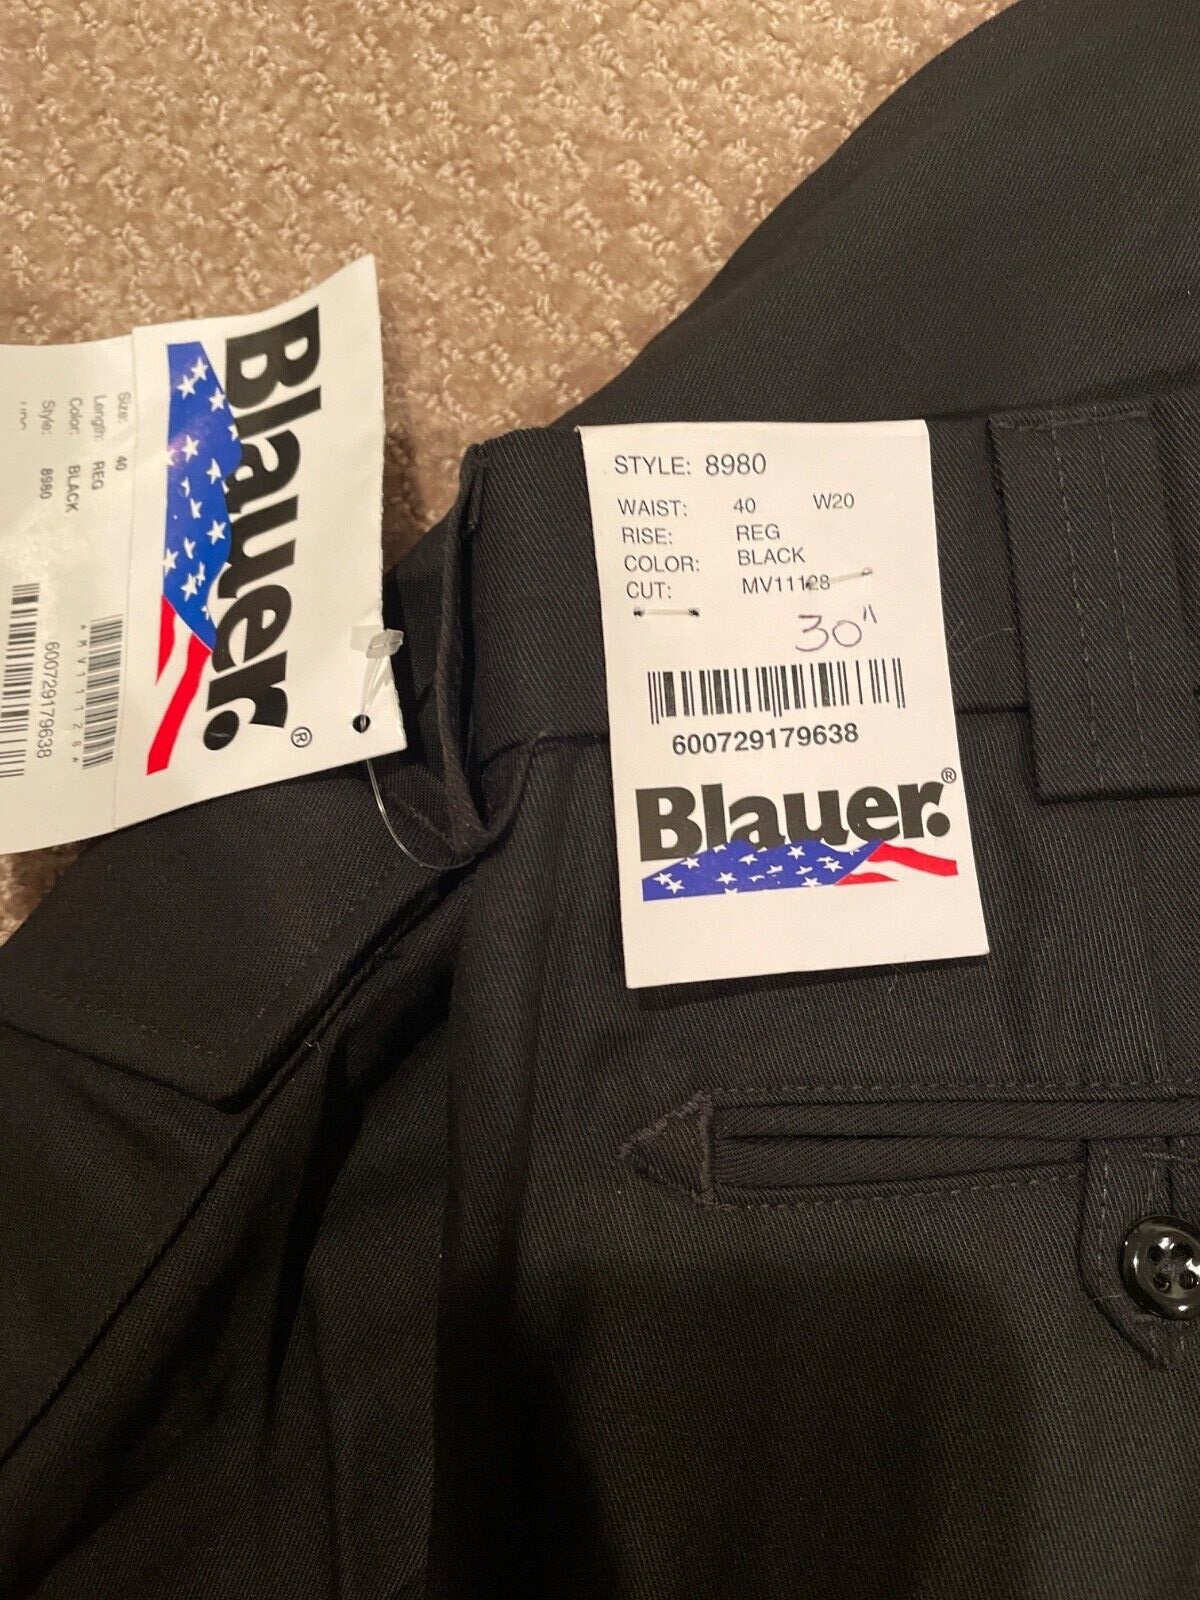 Blauer.®
Size: 40
Length: REG
Color: BLACK
Style: 8980
*MV11128*
600729179638
STYLE: 8980
WAIST: 40 W20
RISE: REG
COLOR: BLACK
CUT: MV11128
30"
600729179638
Blauer.®